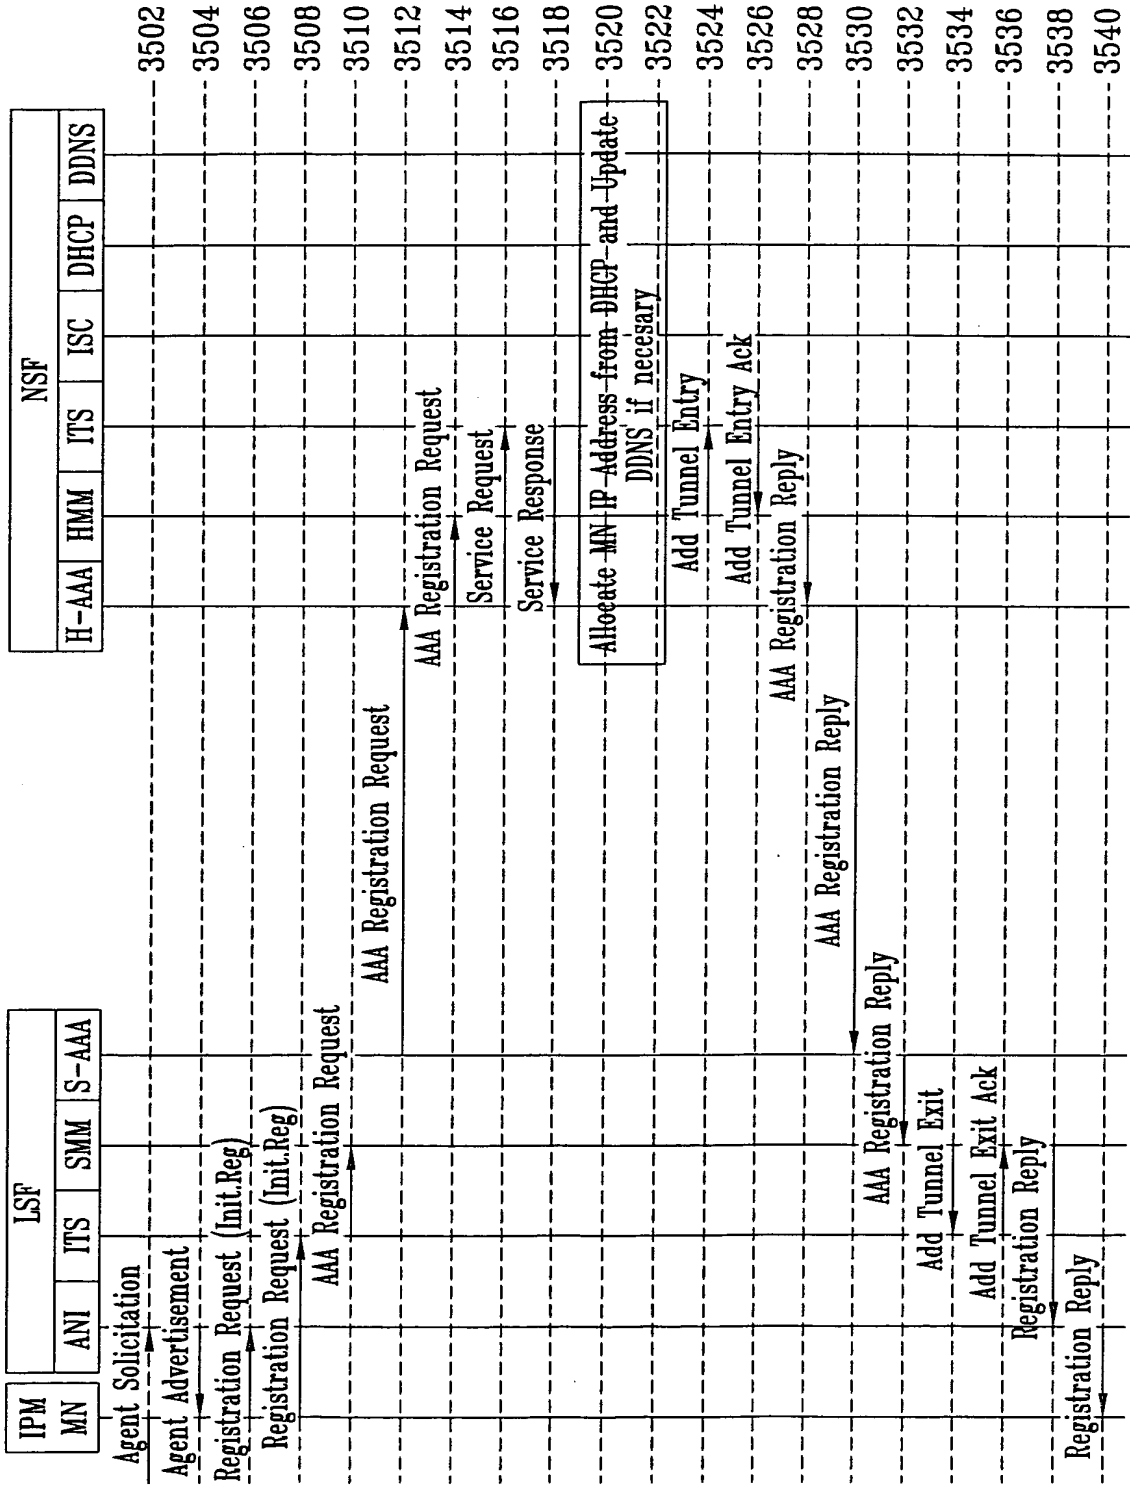 IPM
MN
LSF
ANI
ITS
SMM
S-AAA
NSF
H-AAA
HMM
ITS
ISC
DHCP
DDNS
Agent Solicitation
3502
Agent Advertisement
3504
Registration Request (Init.Reg)
3506
Registration Request (Init.Reg)
3508
AAA Registration Request
3510
AAA Registration Request
3512
AAA Registration Request
3514
Service Request
3516
Service Response
3518
Allocate MN IP Address from DHCP and Update
3520
DDNS if necesary
3522
Add Tunnel Entry
3524
Add Tunnel Entry Ack
3526
AAA Registration Reply
3528
AAA Registration Reply
3530
AAA Registration Reply
3532
Add Tunnel Exit
3534
Add Tunnel Exit Ack
3536
Registration Reply
3538
Registration Reply
3540